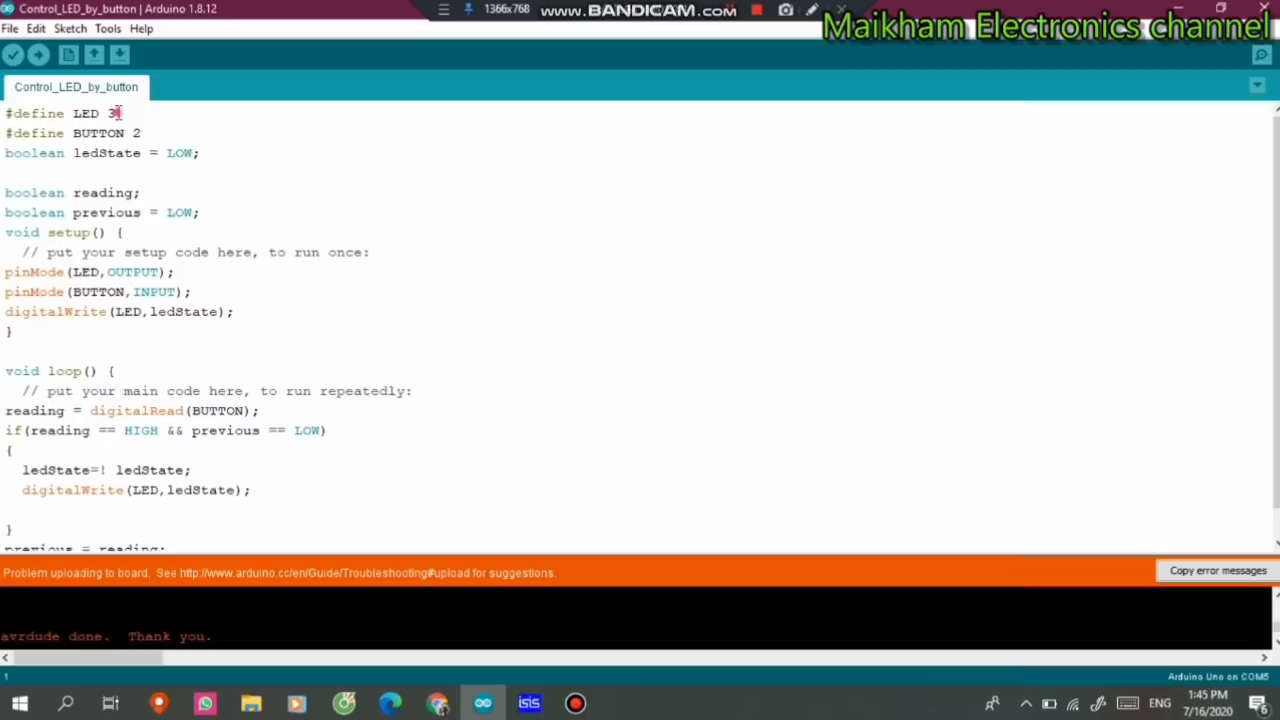 Control_LED_by_button | Arduino 1.8.12
1366x768
www.BANDICAM.com
Maikham Electronics channel
File Edit Sketch Tools Help
Control_LED_by_button
#define LED 3
#define BUTTON 2
boolean ledState = LOW;
boolean reading;
boolean previous = LOW;
void setup() {
// put your setup code here, to run once:
pinMode(LED,OUTPUT);
pinMode(BUTTON,INPUT);
digitalWrite(LED,ledState);
}
void loop() {
// put your main code here, to run repeatedly:
reading = digitalRead(BUTTON);
if(reading == HIGH && previous == LOW)
{
ledState=! ledState;
digitalWrite(LED,ledState);
}
previous = reading;
Problem uploading to board. See http://www.arduino.cc/en/Guide/Troubleshooting#upload for suggestions.
Copy error messages
avrdude done. Thank you.
1
Arduino Uno on COM5
isis
ENG
1:45 PM
7/16/2020
6